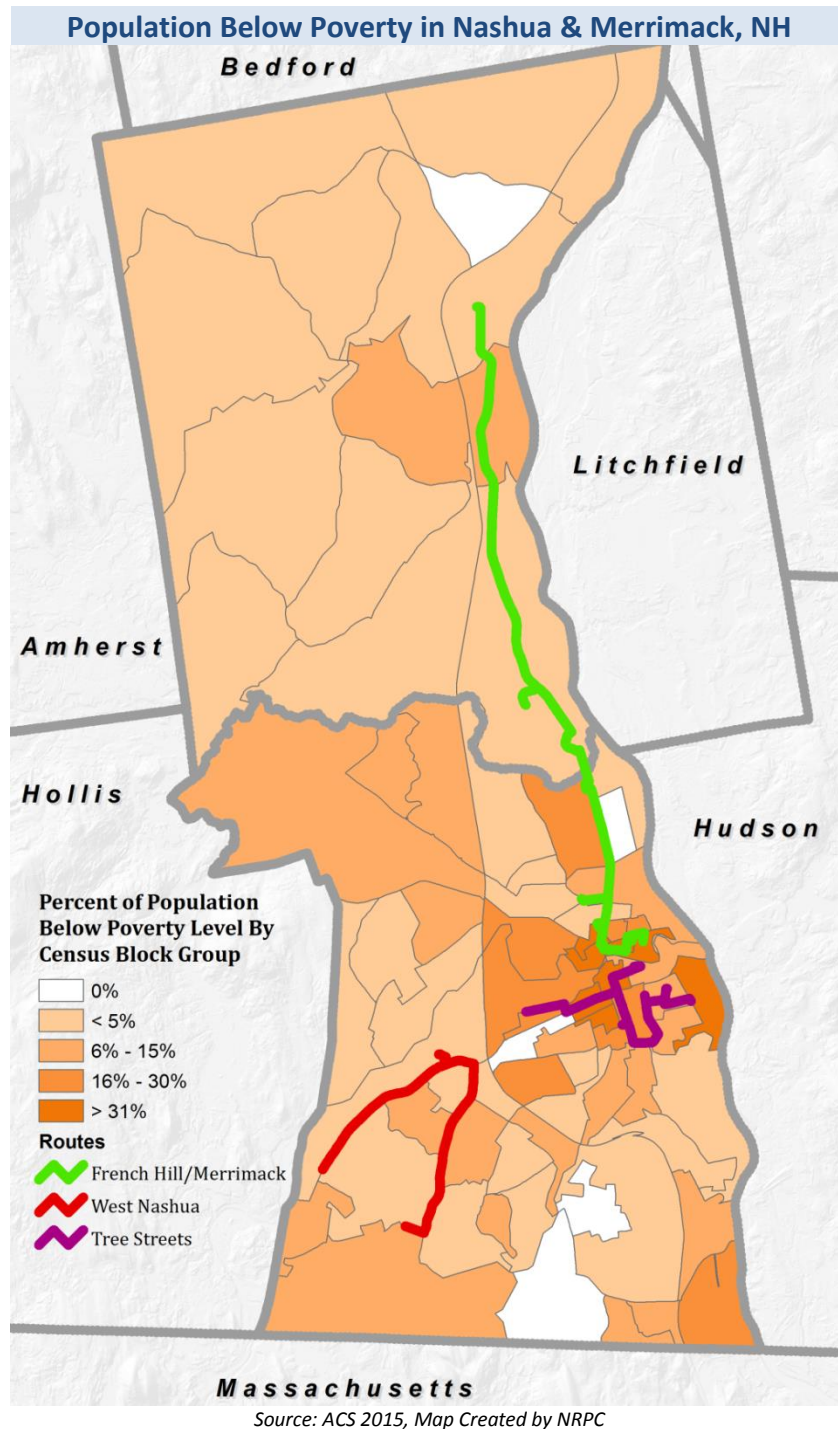 Population Below Poverty in Nashua & Merrimack, NH
Bedford
Litchfield
Amherst
Hollis
Hudson
Percent of Population
Below Poverty Level By
Census Block Group
0%
< 5%
6% - 15%
16% - 30%
> 31%
Routes
French Hill/Merrimack
West Nashua
Tree Streets
Massachusetts
Source: ACS 2015, Map Created by NRPC